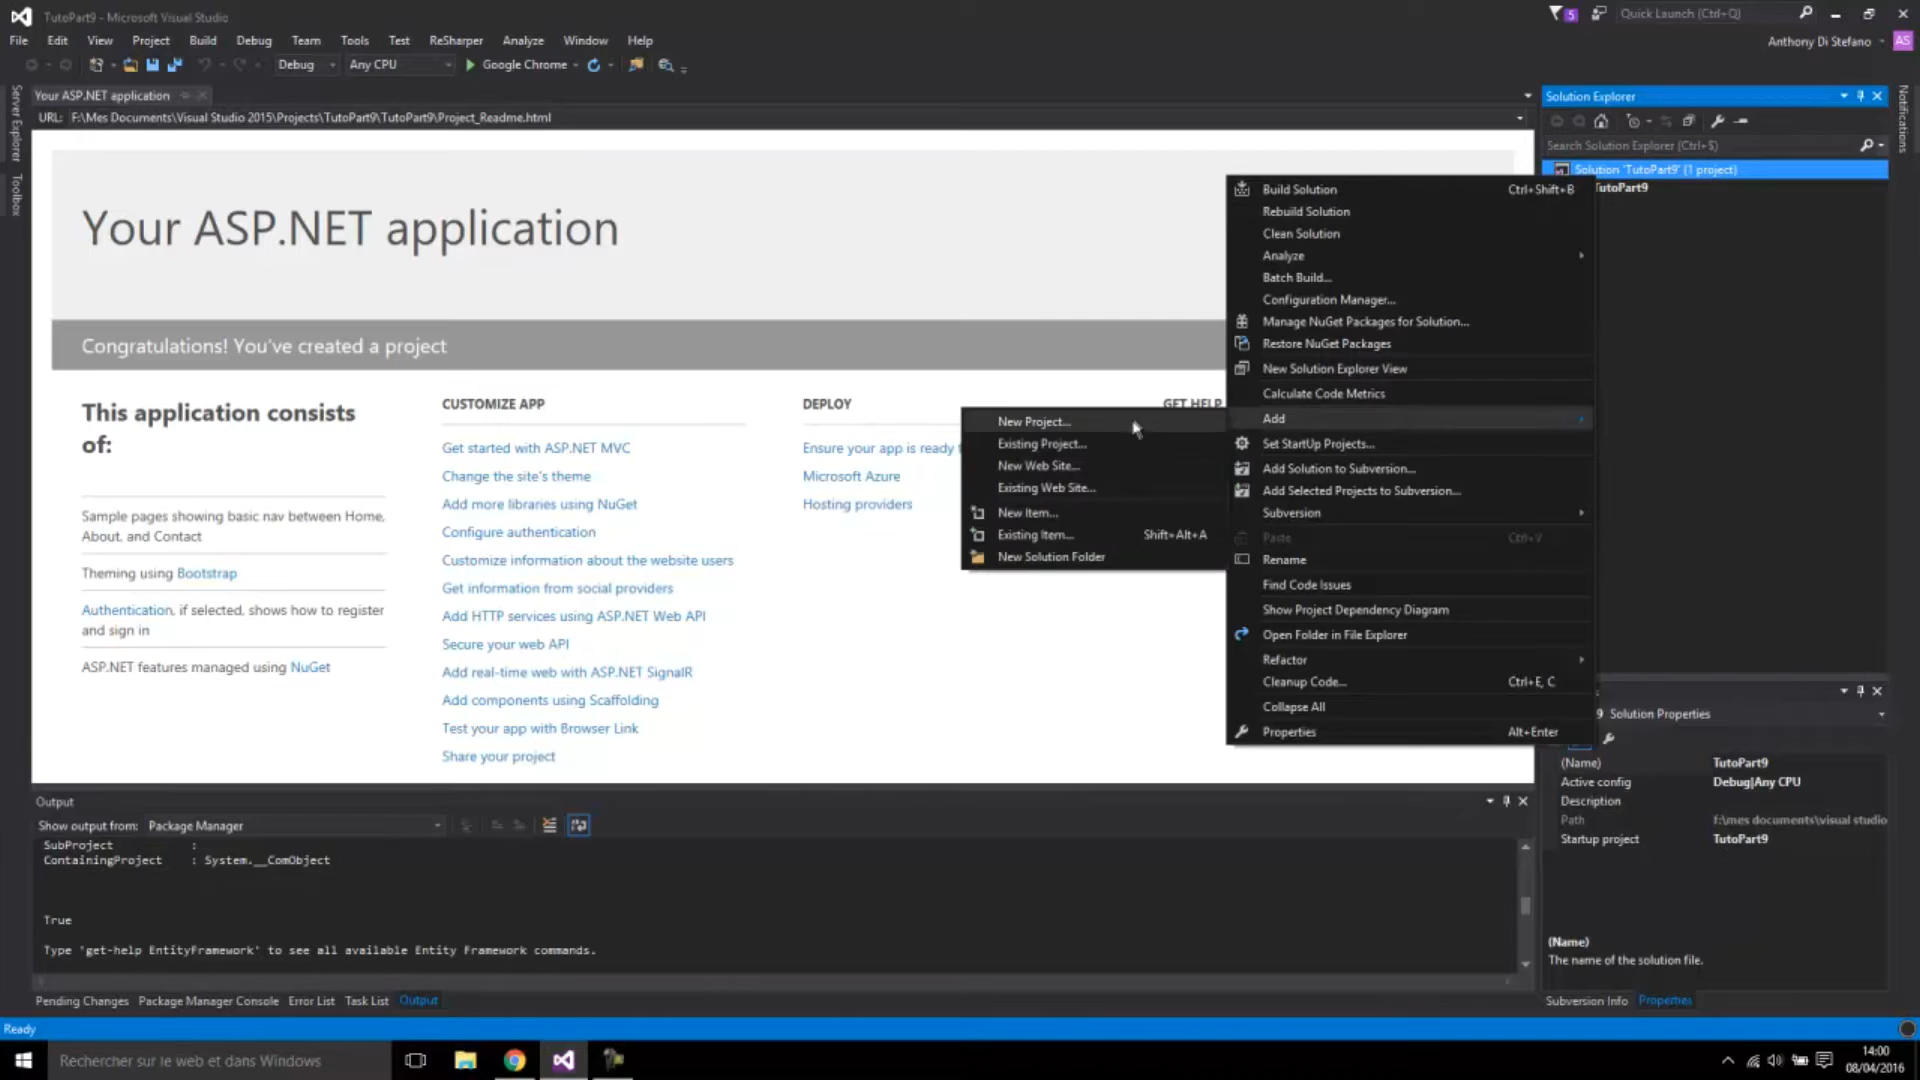 TutoPart9 - Microsoft Visual Studio
5
Quick Launch (Ctrl+Q)
File Edit View Project Build Debug Team Tools Test ReSharper Analyze Window Help
Anthony Di Stefano
AS
Debug
Any CPU
Google Chrome
Server Explorer
Toolbox
Your ASP.NET application
URL: F:\Mes Documents\Visual Studio 2015\Projects\TutoPart9\TutoPart9\Project_Readme.html
Your ASP.NET application
Congratulations! You've created a project
This application consists
of:
Sample pages showing basic nav between Home,
About, and Contact
Theming using Bootstrap
Authentication, if selected, shows how to register
and sign in
ASP.NET features managed using NuGet
CUSTOMIZE APP
Get started with ASP.NET MVC
Change the site's theme
Add more libraries using NuGet
Configure authentication
Customize information about the website users
Get information from social providers
Add HTTP services using ASP.NET Web API
Secure your web API
Add real-time web with ASP.NET SignalR
Add components using Scaffolding
Test your app with Browser Link
Share your project
DEPLOY
Ensure your app is ready
Microsoft Azure
Hosting providers
GET HELP
New Project...
Existing Project...
New Web Site...
Existing Web Site...
New Item...
Existing Item... Shift+Alt+A
New Solution Folder
Build Solution Ctrl+Shift+B
Rebuild Solution
Clean Solution
Analyze
Batch Build...
Configuration Manager...
Manage NuGet Packages for Solution...
Restore NuGet Packages
New Solution Explorer View
Calculate Code Metrics
Add
Set StartUp Projects...
Add Solution to Subversion...
Add Selected Projects to Subversion...
Subversion
Paste Ctrl+V
Rename
Find Code Issues
Show Project Dependency Diagram
Open Folder in File Explorer
Refactor
Cleanup Code... Ctrl+E, C
Collapse All
Properties Alt+Enter
Solution Explorer
Search Solution Explorer (Ctrl+$)
Solution 'TutoPart9' (1 project)
TutoPart9
Notifications
9 Solution Properties
(Name) TutoPart9
Active config Debug|Any CPU
Description
Path f:\mes documents\visual studio
Startup project TutoPart9
(Name)
The name of the solution file.
Subversion Info Properties
Output
Show output from: Package Manager
SubProject :
ContainingProject : System.__ComObject
True
Type 'get-help EntityFramework' to see all available Entity Framework commands.
Pending Changes Package Manager Console Error List Task List Output
Ready
Rechercher sur le web et dans Windows
14:00
08/04/2016